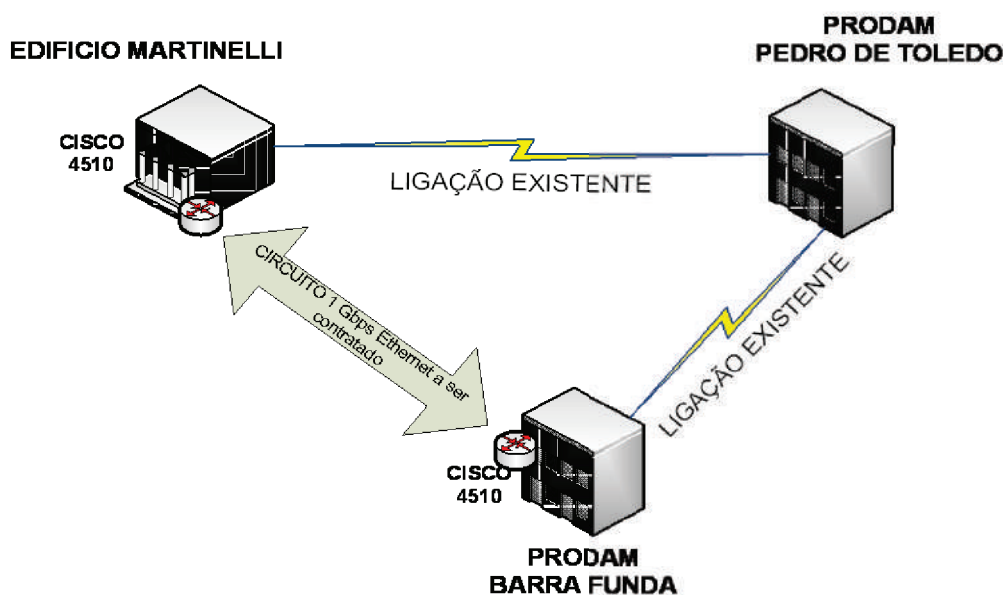 EDIFICIO MARTINELLI
PRODAM
PEDRO DE TOLEDO
CISCO
4510
LIGAÇÃO EXISTENTE
CIRCUITO 1 Gbps Ethernet a ser
contratado
LIGAÇÃO EXISTENTE
CISCO
4510
PRODAM
BARRA FUNDA